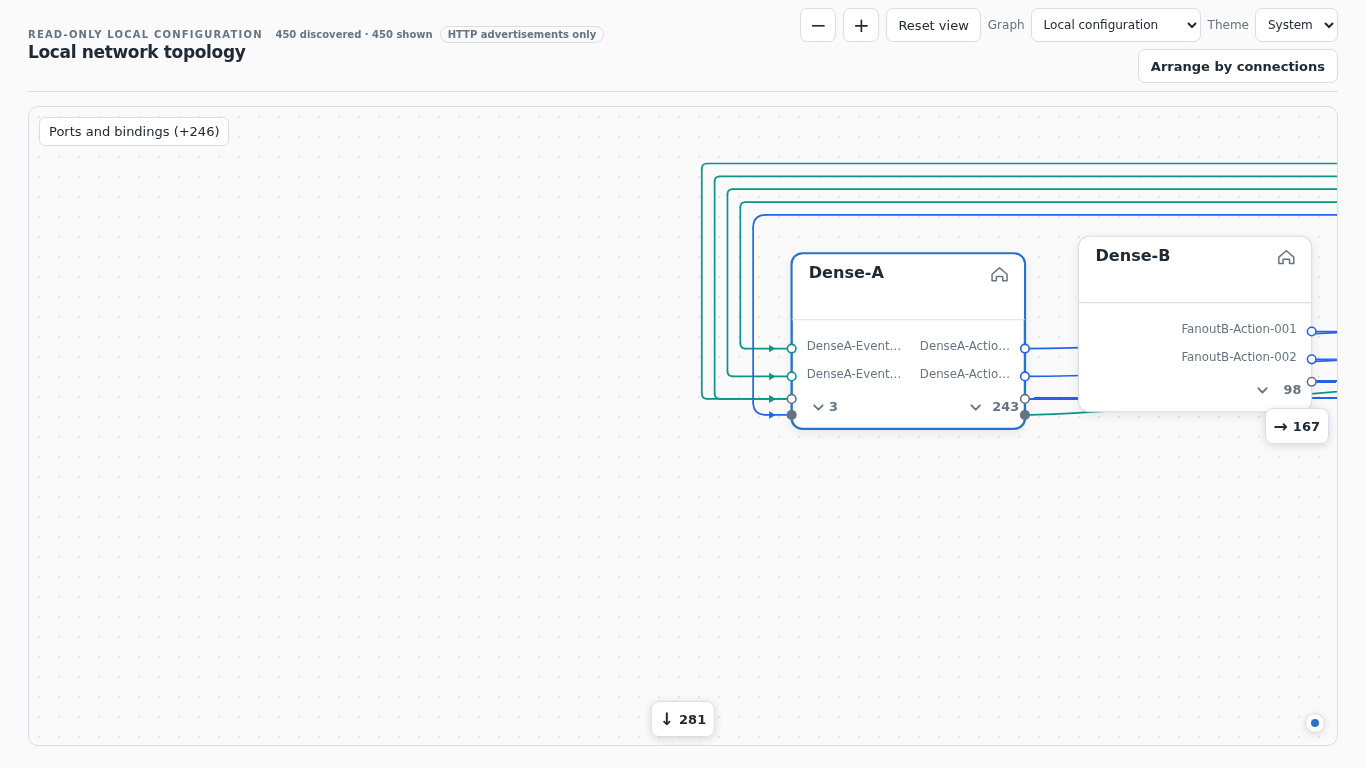 READ-ONLY LOCAL CONFIGURATION 450 discovered · 450 shown HTTP advertisements only
Local network topology
− + Reset view Graph Local configuration Theme System
Arrange by connections
Ports and bindings (+246)
Dense-A
DenseA-Event… DenseA-Actio…
DenseA-Event… DenseA-Actio…
3 243
Dense-B
FanoutB-Action-001
FanoutB-Action-002
98
→ 167
↓ 281